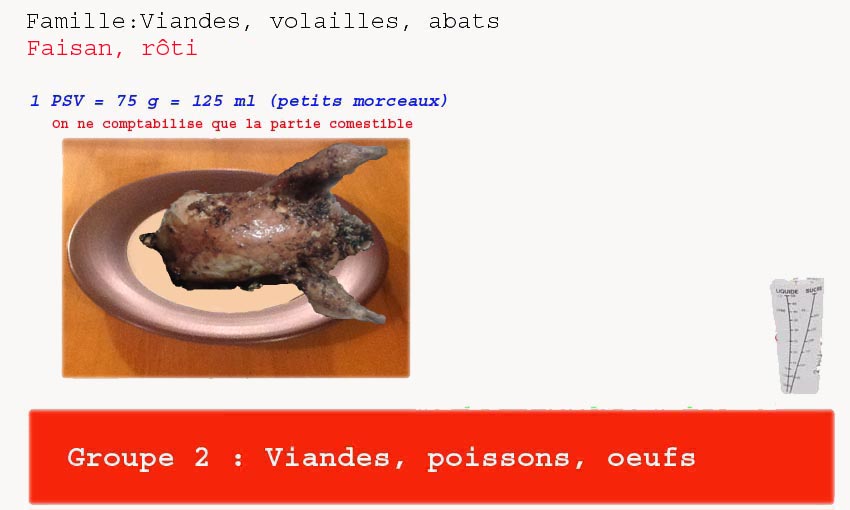 Famille:Viandes, volailles, abats
Faisan, rôti
1 PSV = 75 g = 125 ml (petits morceaux)
On ne comptabilise que la partie comestible
LIQUIDE SUCRE
Groupe 2 : Viandes, poissons, oeufs